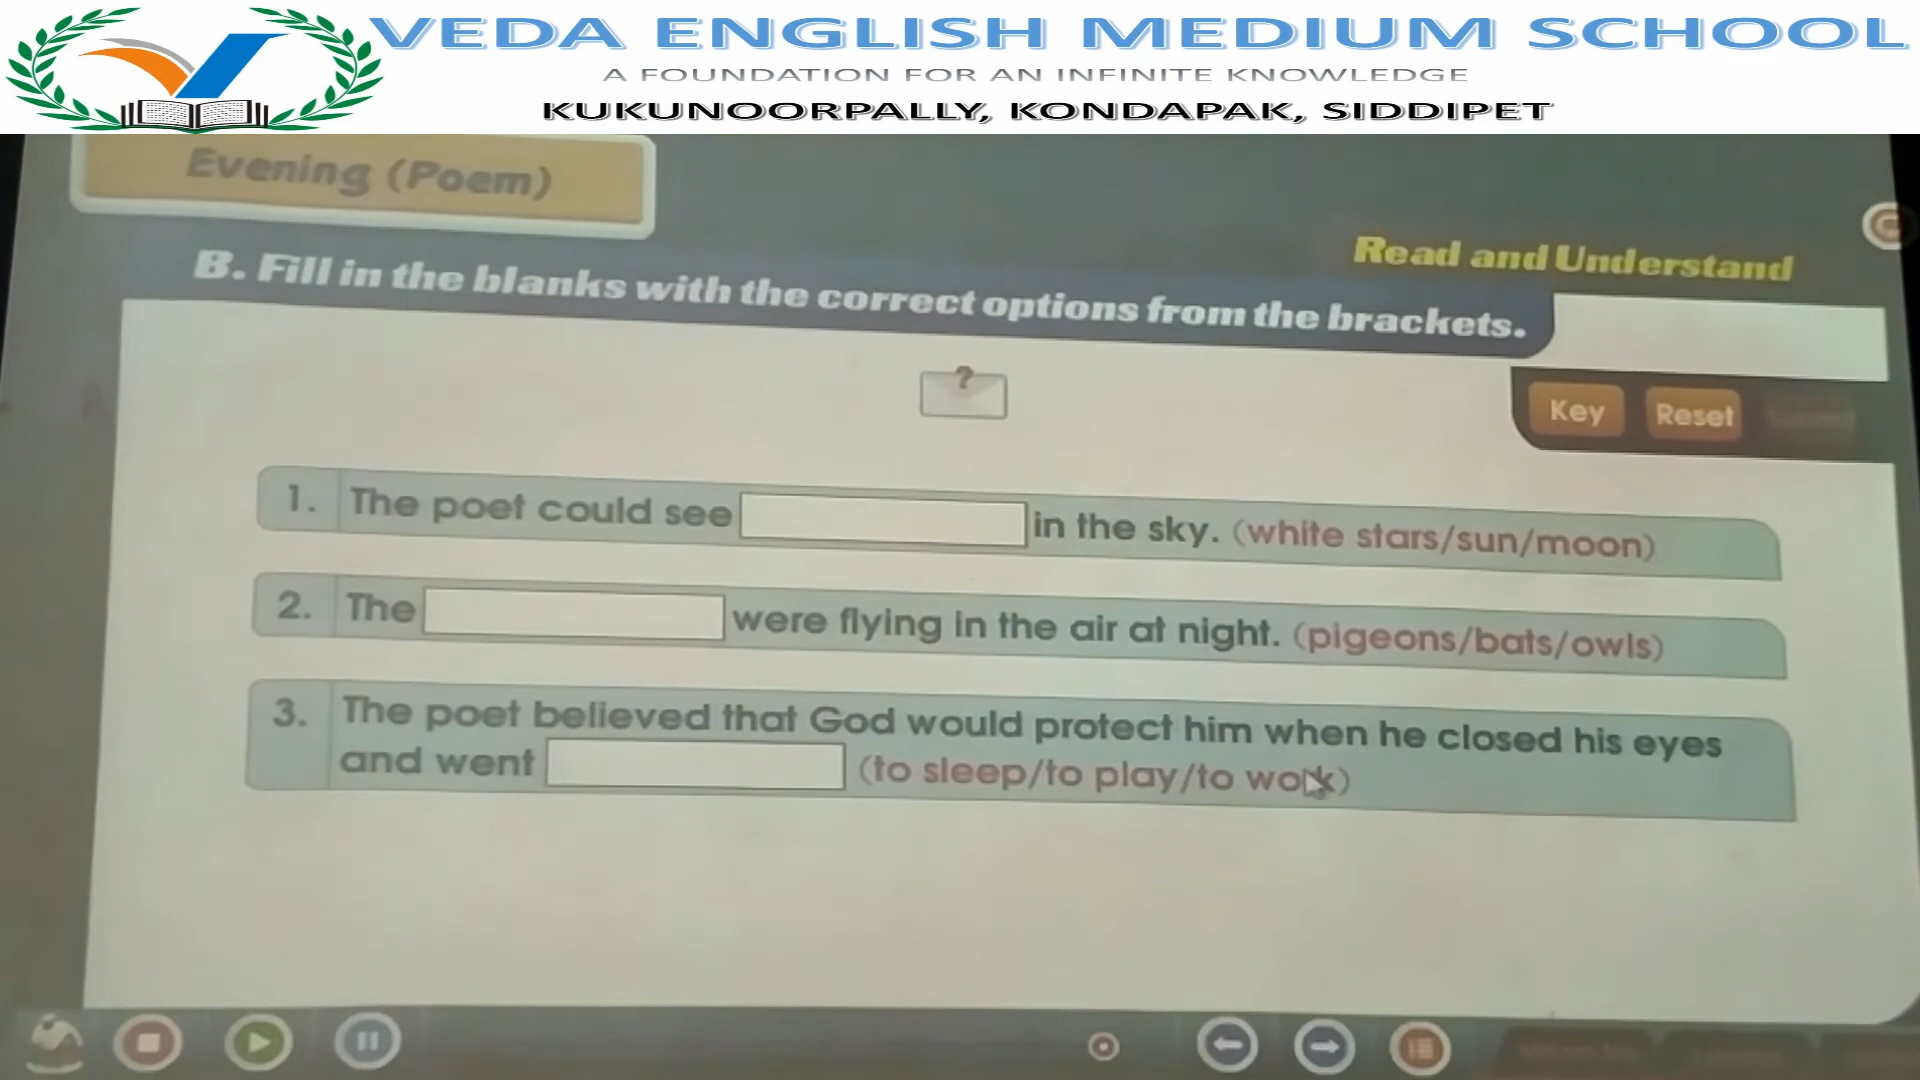 VEDA ENGLISH MEDIUM SCHOOL
A FOUNDATION FOR AN INFINITE KNOWLEDGE
KUKUNOORPALLY, KONDAPAK, SIDDIPET
Evening (Poem)
Read and Understand
B. Fill in the blanks with the correct options from the brackets.
?
Key Reset
1. The poet could see in the sky. (white stars/sun/moon)
2. The were flying in the air at night. (pigeons/bats/owls)
3. The poet believed that God would protect him when he closed his eyes
and went (to sleep/to play/to work)